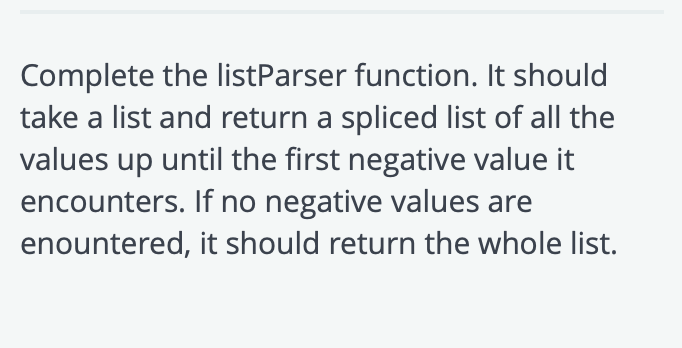 Complete the listParser function. It should
take a list and return a spliced list of all the
values up until the first negative value it
encounters. If no negative values are
enountered, it should return the whole list.